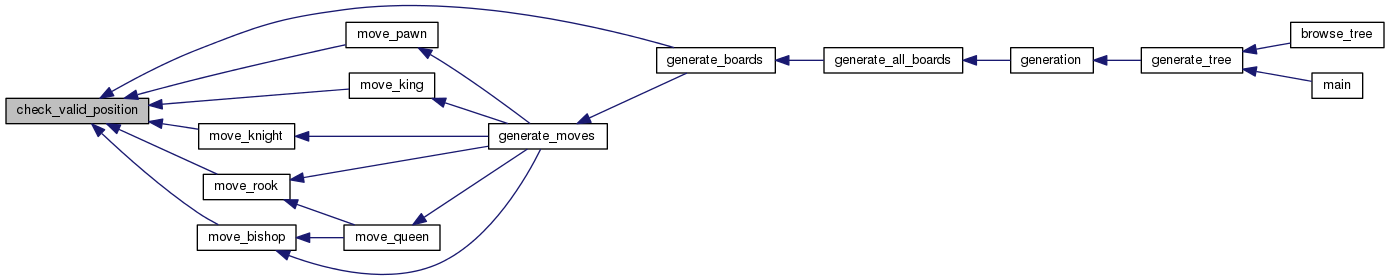 check_valid_position
move_pawn
move_king
move_knight
move_rook
move_bishop
move_queen
generate_moves
generate_boards
generate_all_boards
generation
generate_tree
browse_tree
main